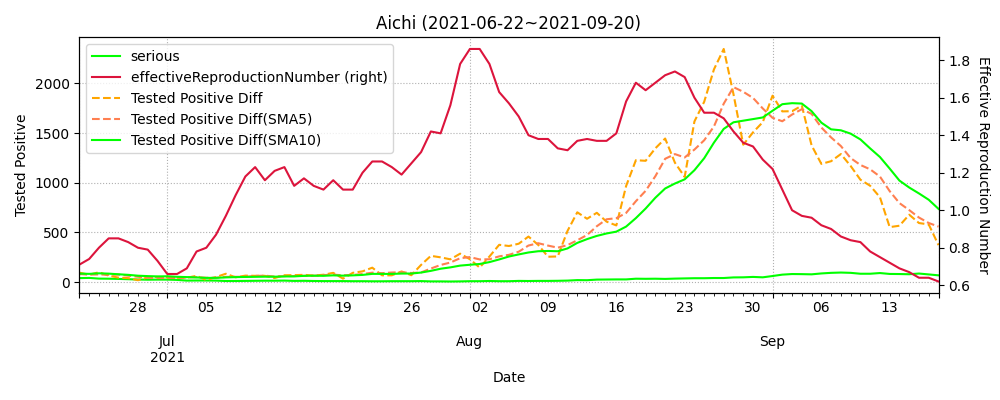 Aichi (2021-06-22~2021-09-20)
serious
effectiveReproductionNumber (right)
Tested Positive Diff
Tested Positive Diff(SMA5)
Tested Positive Diff(SMA10)
Tested Positive
2000
1500
1000
500
0
Effective Reproduction Number
1.8
1.6
1.4
1.2
1.0
0.8
0.6
28 05 12 19 26 02 09 16 23 30 06 13
Jul Aug Sep
2021
Date